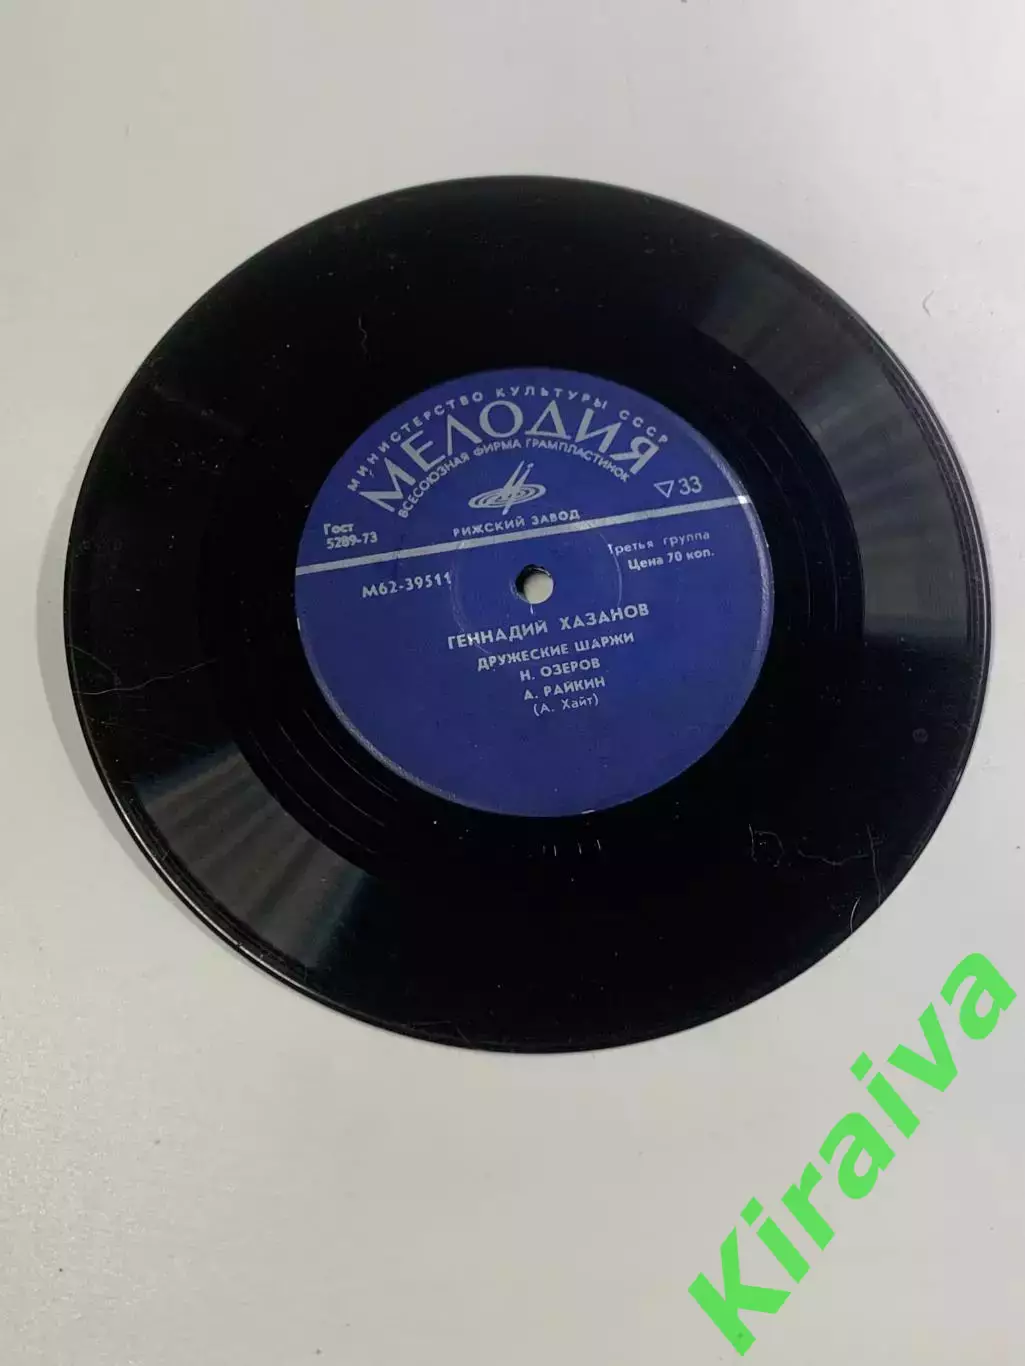 МИНИСТЕРСТВО КУЛЬТУРЫ СССР
МЕЛОДИЯ
ВСЕСОЮЗНАЯ ФИРМА ГРАМПЛАСТИНОК
▽33
РИЖСКИЙ ЗАВОД
Гост
5289-73
Третья группа
Цена 70 коп.
М62-39511
ГЕННАДИЙ ХАЗАНОВ
ДРУЖЕСКИЕ ШАРЖИ
Н. ОЗЕРОВ
А. РАЙКИН
(А. Хайт)
Kiraiva